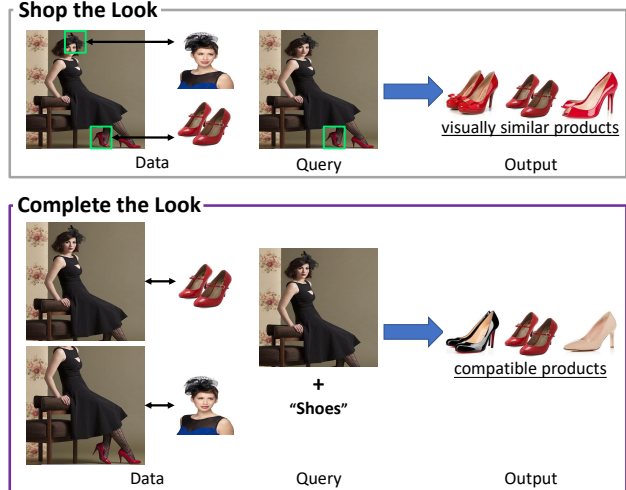 Shop the Look
visually similar products
Data
Query
Output
Complete the Look
+
“Shoes”
compatible products
Data
Query
Output